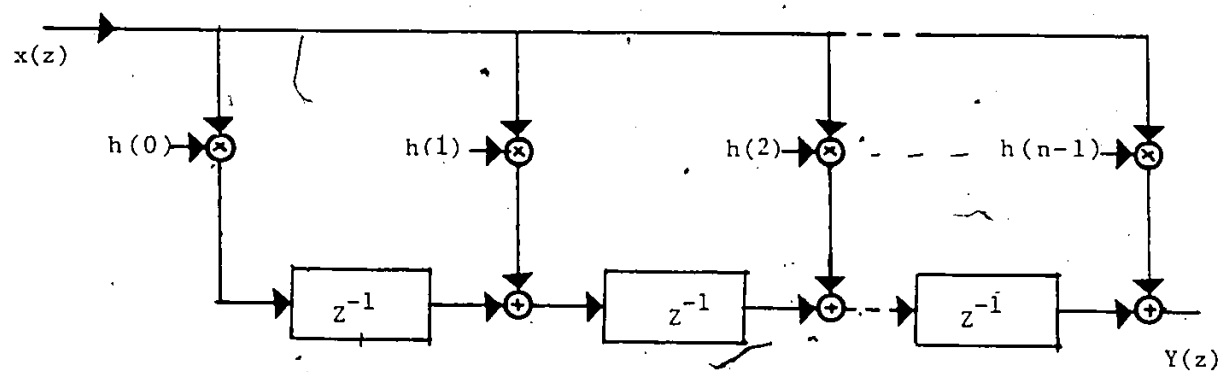 x(z)
h(0)
h(1)
h(2)
h(n-1)
z⁻¹
z⁻¹
z⁻¹
Y(z)